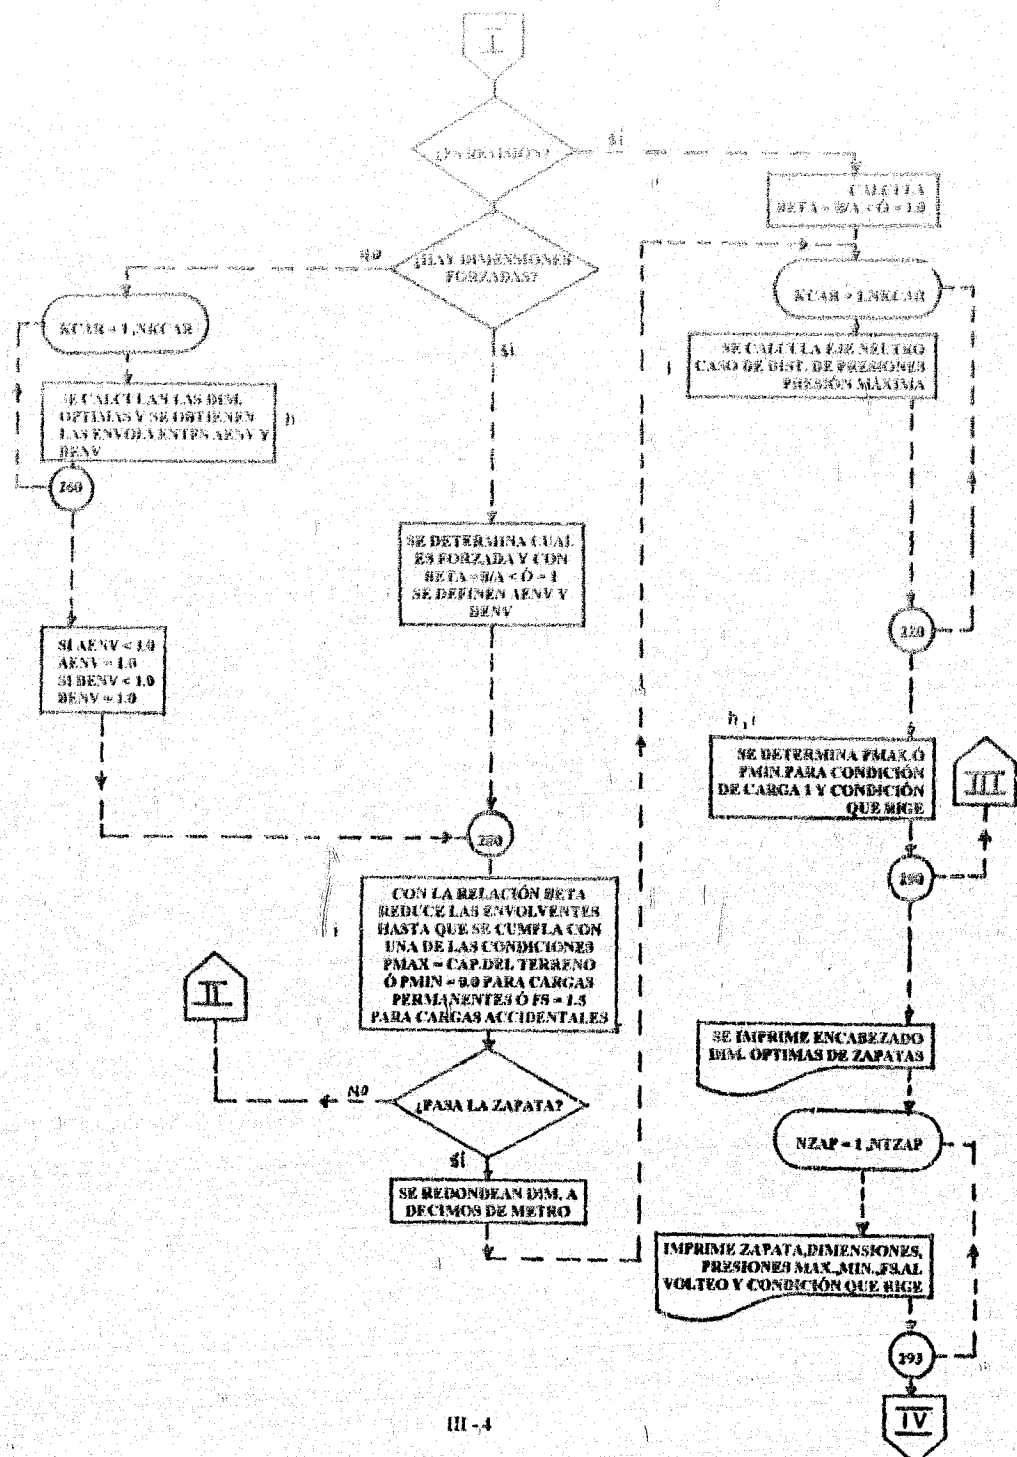 I
¿ES REVISIÓN?
SÍ
CALCULA
BETA = B/A < Ó = 1.0
¿HAY DIMENSIONES
FORZADAS?
NO
SÍ
KCAR = 1,NKCAR
SE CALCULAN LAS DIM.
OPTIMAS Y SE OBTIENEN
LAS ENVOLVENTES AENV Y
BENV
h
260
SI AENV < 1.0
AENV = 1.0
SI BENV < 1.0
BENV = 1.0
SE DETERMINA CUAL
ES FORZADA Y CON
BETA = B/A < Ó = 1
SE DEFINEN AENV Y
BENV
280
CON LA RELACIÓN BETA
REDUCE LAS ENVOLVENTES
HASTA QUE SE CUMPLA CON
UNA DE LAS CONDICIONES
PMAX = CAP.DEL TERRENO
Ó PMIN = 0.0 PARA CARGAS
PERMANENTES Ó FS = 1.5
PARA CARGAS ACCIDENTALES
i
II
NO
¿PASA LA ZAPATA?
SÍ
SE REDONDEAN DIM. A
DECIMOS DE METRO
KCAR = 1,NKCAR
SE CALCULA EJE NEUTRO
CASO DE DIST. DE PRESIONES
PRESIÓN MÁXIMA
j
220
h,i
SE DETERMINA PMAX.Ó
PMIN.PARA CONDICIÓN
DE CARGA 1 Y CONDICIÓN
QUE RIGE
III
290
SE IMPRIME ENCABEZADO
DIM. OPTIMAS DE ZAPATAS
NZAP = 1,NTZAP
IMPRIME ZAPATA,DIMENSIONES,
PRESIONES MAX.,MIN.,FS.AL
VOLTEO Y CONDICIÓN QUE RIGE
293
IV
III - 4